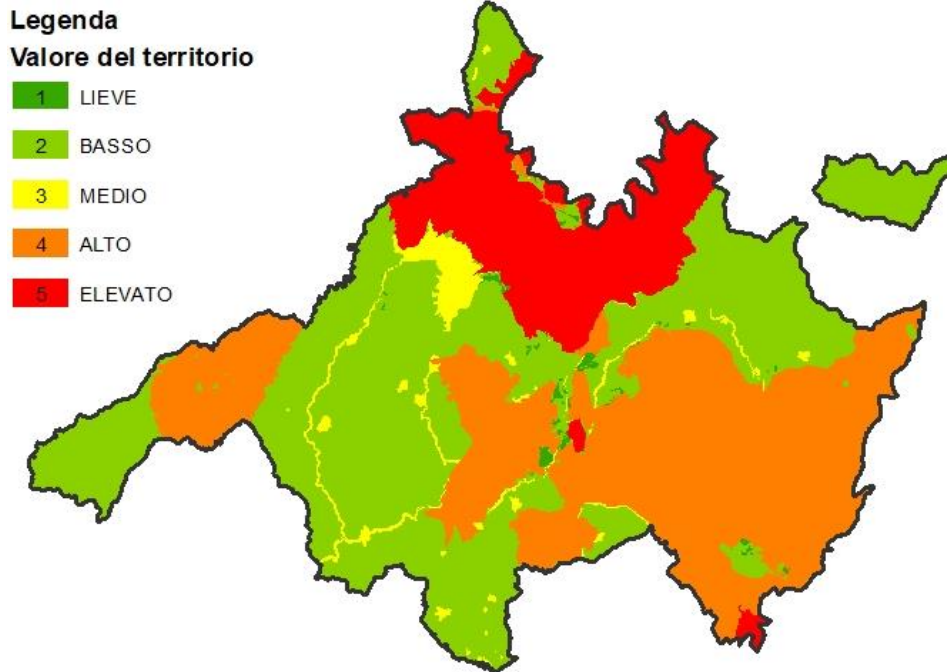 Legenda
Valore del territorio
1 LIEVE
2 BASSO
3 MEDIO
4 ALTO
5 ELEVATO